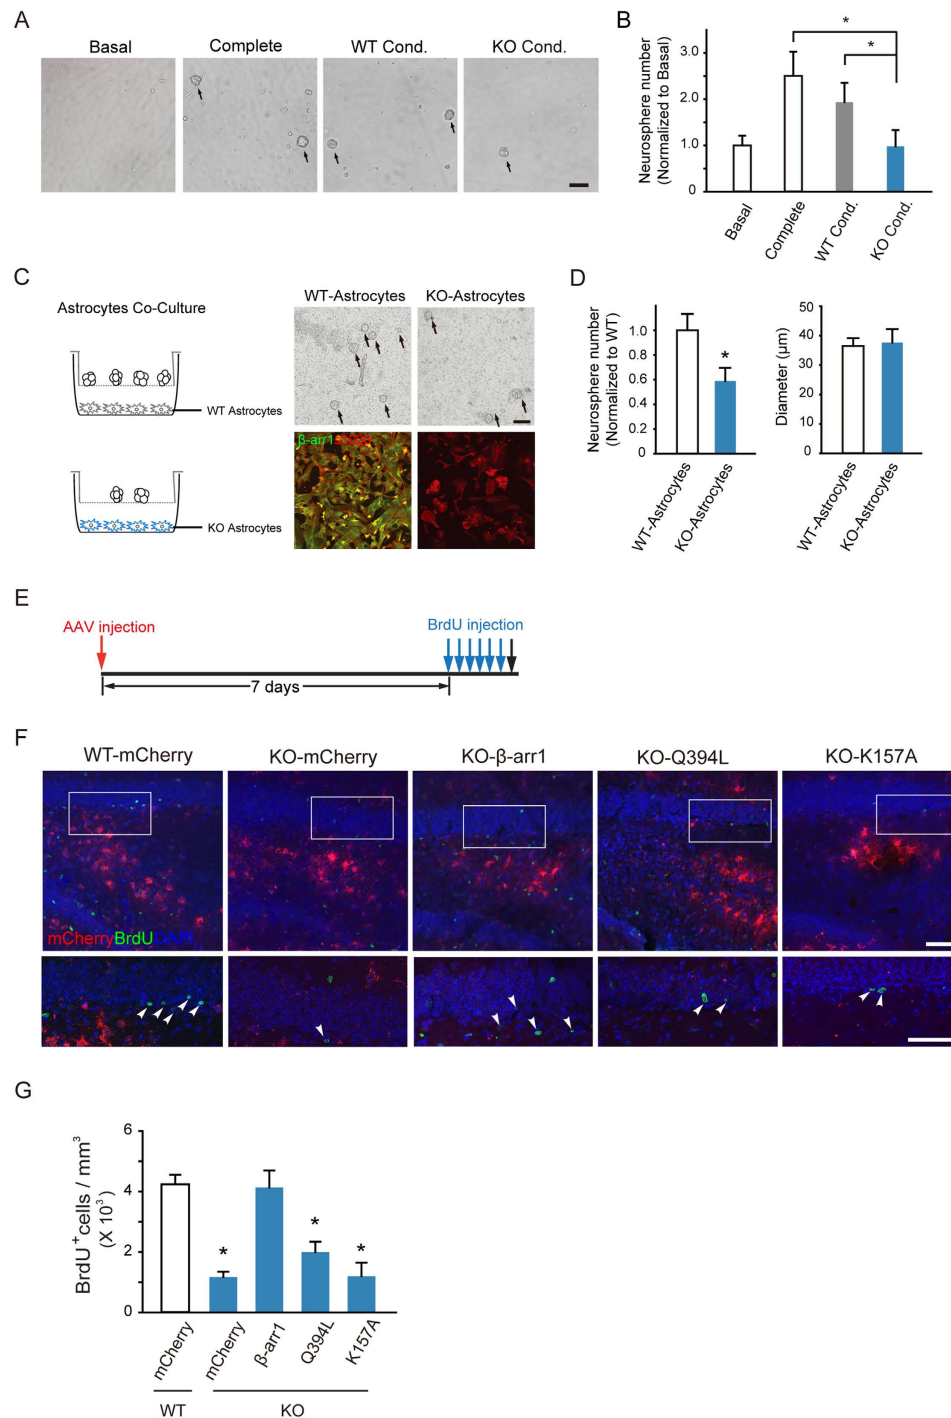 A
Basal
Complete
WT Cond.
KO Cond.
B
Neurosphere number
(Normalized to Basal)
3.0
2.0
1.0
0
*
*
Basal
Complete
WT Cond.
KO Cond.
C
Astrocytes Co-Culture
WT Astrocytes
KO Astrocytes
WT-Astrocytes
KO-Astrocytes
β-arr1
D
Neurosphere number
(Normalized to WT)
1.0
0.8
0.6
0.4
0.2
0
*
WT-Astrocytes
KO-Astrocytes
Diameter (μm)
50
40
30
20
10
0
WT-Astrocytes
KO-Astrocytes
E
AAV injection
BrdU injection
7 days
F
WT-mCherry
KO-mCherry
KO-β-arr1
KO-Q394L
KO-K157A
mCherryBrdUDAPI
G
BrdU⁺cells / mm³
(X 10³)
6
4
2
0
*
*
*
mCherry
mCherry
β-arr1
Q394L
K157A
WT
KO